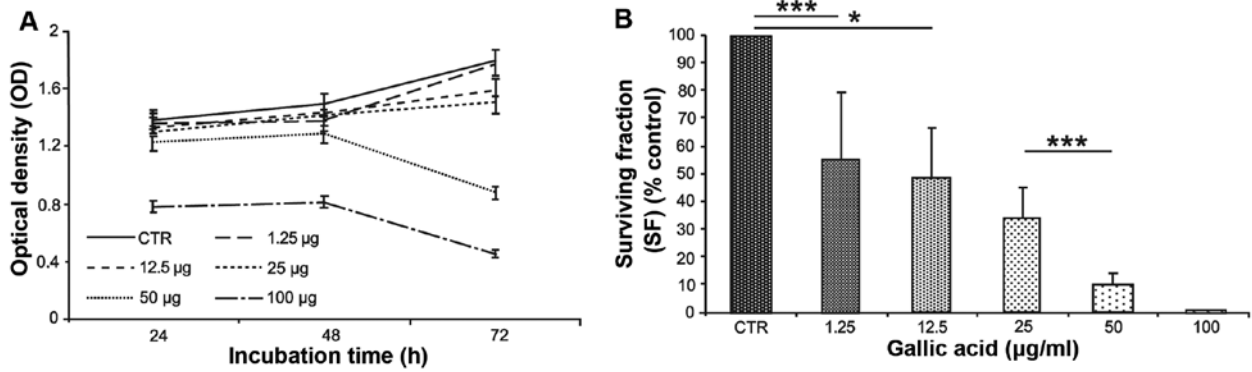 A
Optical density (OD)
2
1.6
1.2
0.8
0.4
0
CTR
1.25 µg
12.5 µg
25 µg
50 µg
100 µg
24
48
72
Incubation time (h)
B
***
*
***
Surviving fraction
(SF) (% control)
100
90
80
70
60
50
40
30
20
10
0
CTR
1.25
12.5
25
50
100
Gallic acid (µg/ml)